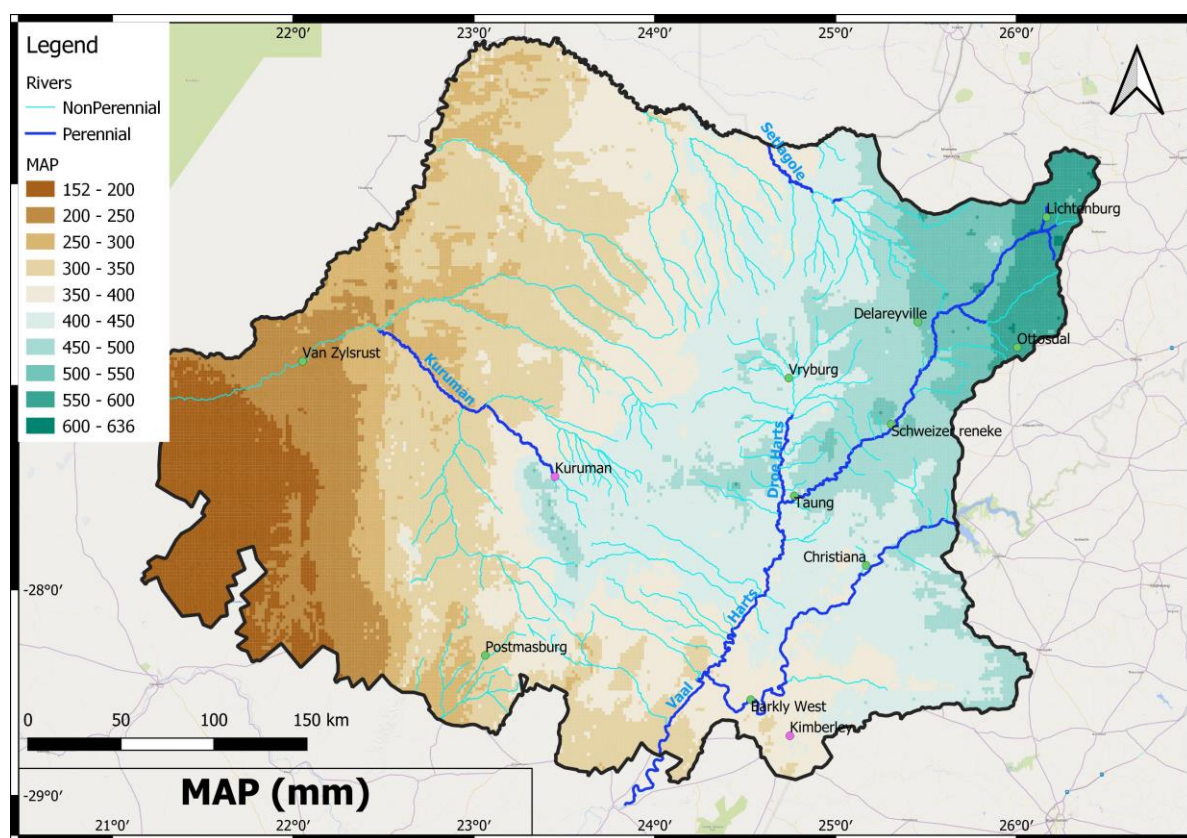 22°0′ 23°0′ 24°0′ 25°0′ 26°0′
Legend
Rivers
NonPerennial
Perennial
MAP
152 - 200
200 - 250
250 - 300
300 - 350
350 - 400
400 - 450
450 - 500
500 - 550
550 - 600
600 - 636
Setlagole
Lichtenburg
Delareyville
Ottosdal
Van Zylsrust
Vryburg
Kuruman
Schweizer reneke
Droe Harts
Kuruman
Taung
Christiana
-28°0′
Harts
Postmasburg
Vaal
Barkly West
Kimberley
0 50 100 150 km
MAP (mm)
-29°0′
21°0′ 22°0′ 23°0′ 24°0′ 25°0′ 26°0′